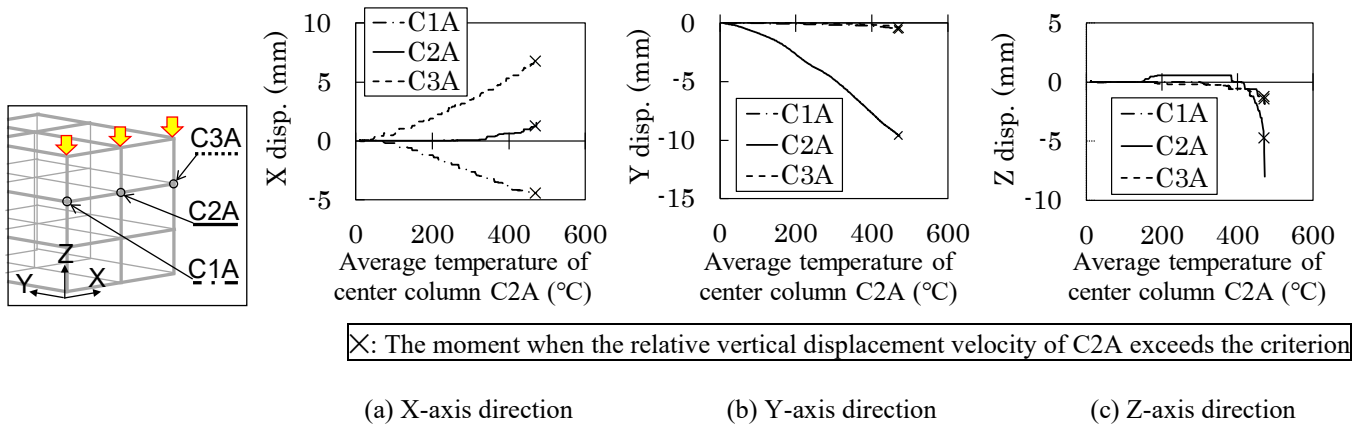 C3A
C2A
C1A
Z
Y
X
X disp. (mm)
10
5
0
-5
C1A
C2A
C3A
0 200 400 600
Average temperature of
center column C2A (°C)
Y disp. (mm)
0
-5
-10
-15
C1A
C2A
C3A
0 200 400 600
Average temperature of
center column C2A (°C)
Z disp. (mm)
5
0
-5
-10
C1A
C2A
C3A
0 200 400 600
Average temperature of
center column C2A (°C)
×: The moment when the relative vertical displacement velocity of C2A exceeds the criterion
(a) X-axis direction
(b) Y-axis direction
(c) Z-axis direction